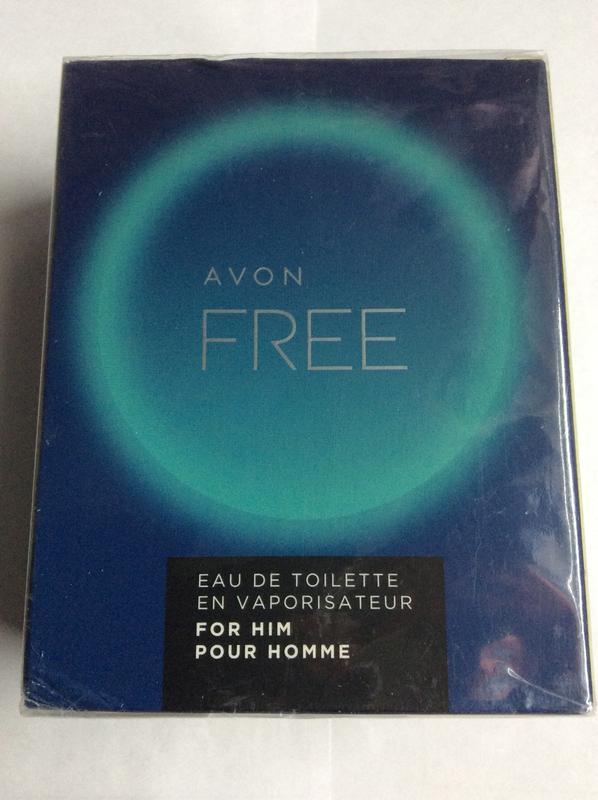 AVON
FREE
EAU DE TOILETTE
EN VAPORISATEUR
FOR HIM
POUR HOMME